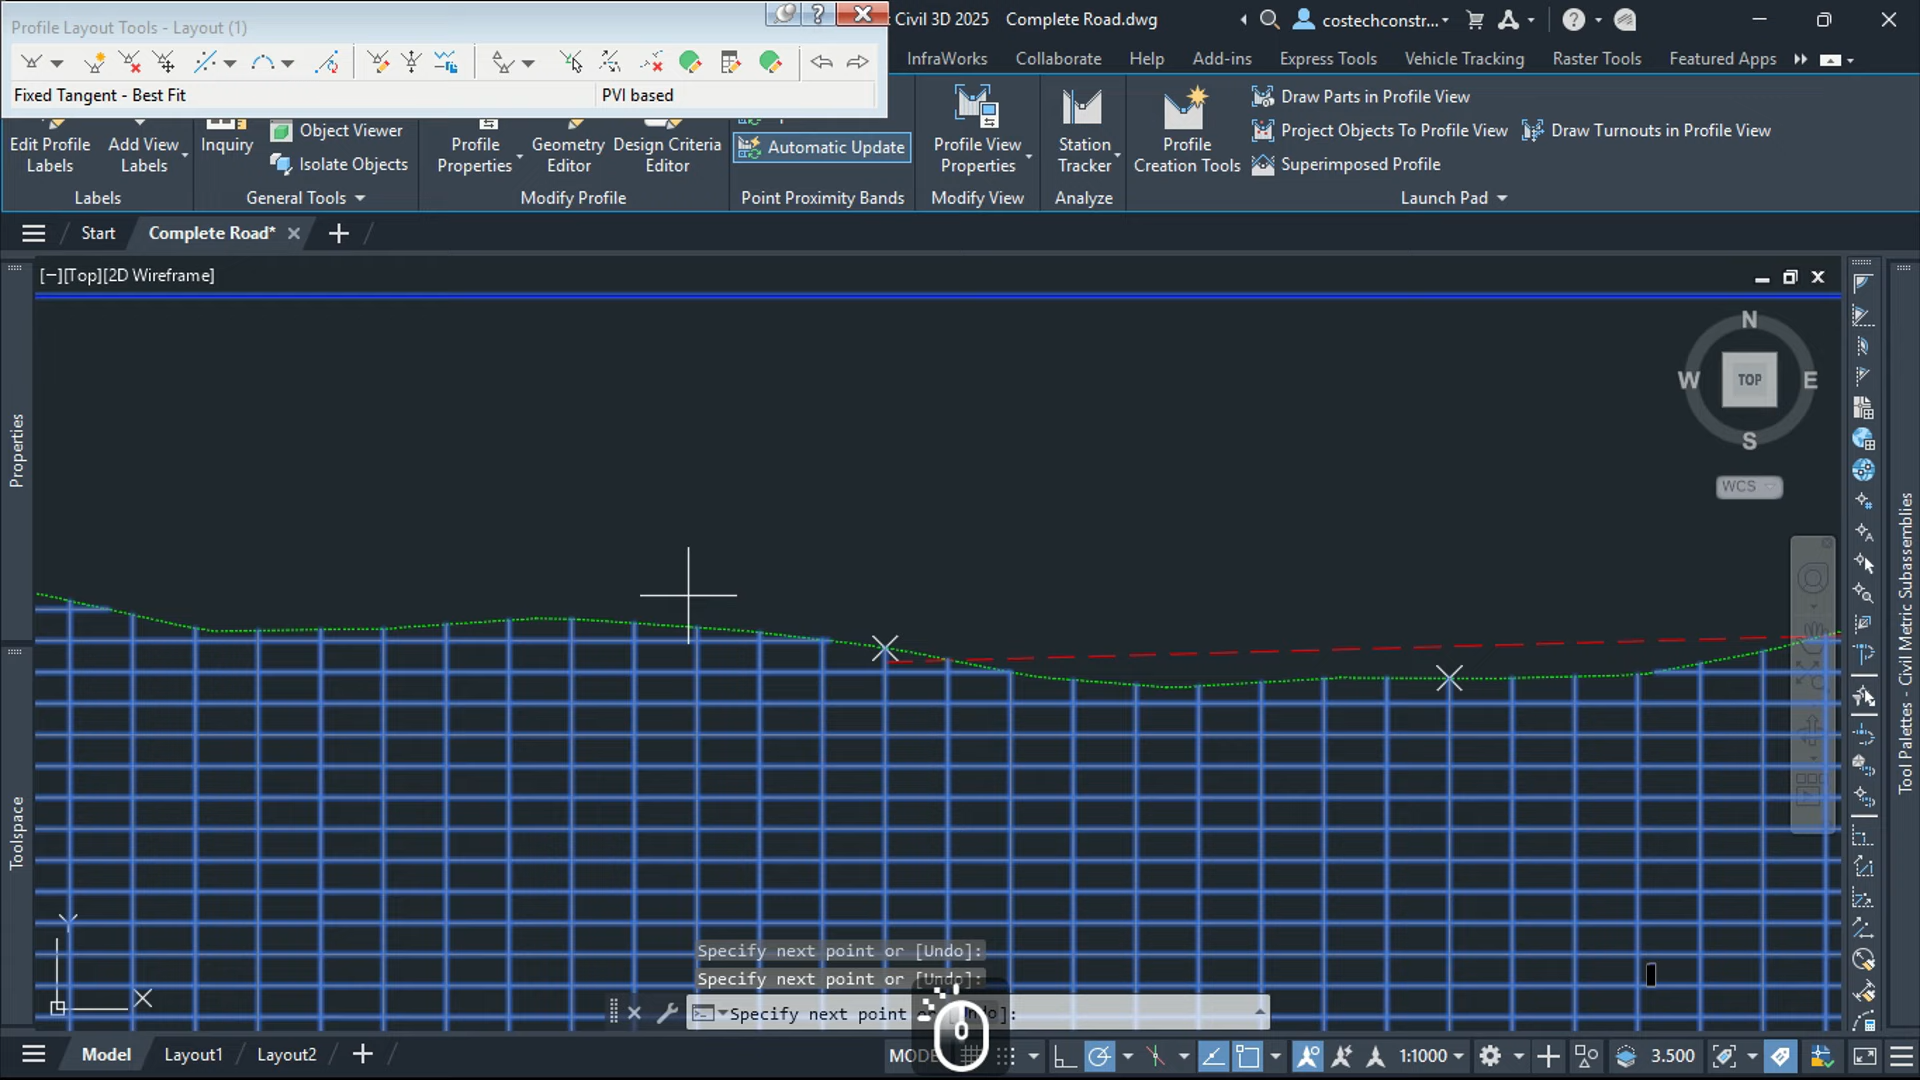 Profile Layout Tools - Layout (1)
Fixed Tangent - Best Fit
PVI based
Civil 3D 2025
Complete Road.dwg
costechconstr...
InfraWorks
Collaborate
Help
Add-ins
Express Tools
Vehicle Tracking
Raster Tools
Featured Apps
Edit Profile
Labels
Add View
Labels
Labels
Inquiry
Object Viewer
Isolate Objects
General Tools
Profile
Properties
Geometry
Editor
Design Criteria
Editor
Modify Profile
Automatic Update
Point Proximity Bands
Profile View
Properties
Modify View
Station
Tracker
Analyze
Profile
Creation Tools
Draw Parts in Profile View
Project Objects To Profile View
Draw Turnouts in Profile View
Superimposed Profile
Launch Pad
Start
Complete Road*
[−][Top][2D Wireframe]
N
W
TOP
E
S
WCS
Properties
Toolspace
Tool Palettes - Civil Metric Subassemblies
Y
X
Specify next point or [Undo]:
Specify next point or [Undo]:
Specify next point
Model
Layout1
Layout2
1:1000
3.500